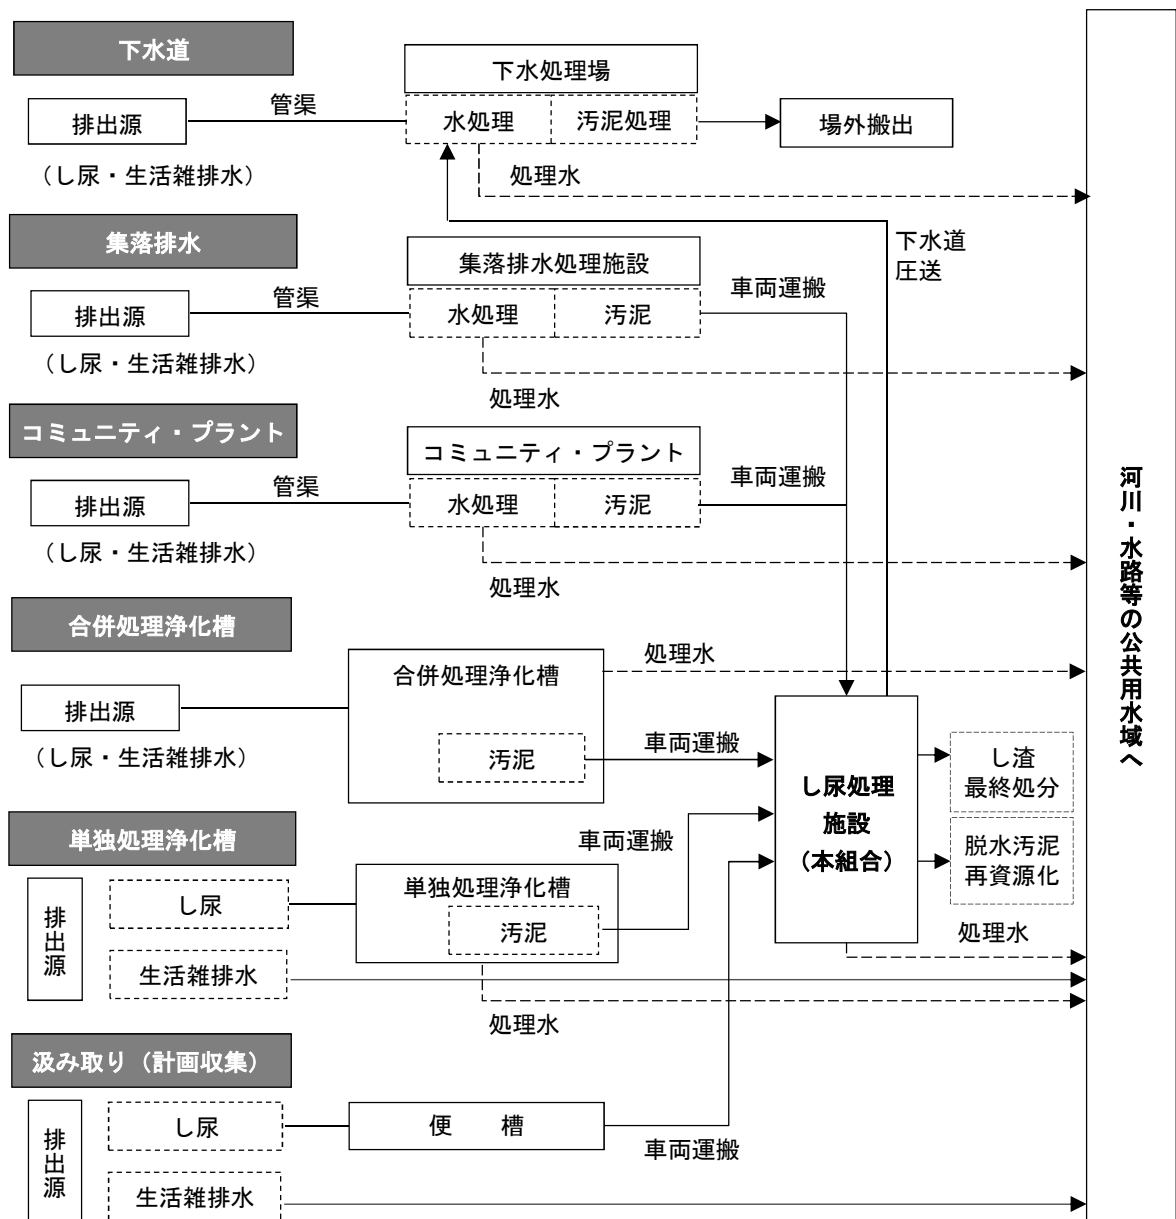 下水道
下水処理場
排出源
管渠
水処理
汚泥処理
場外搬出
(し尿・生活雑排水)
処理水
集落排水
下水道
圧送
集落排水処理施設
車両運搬
排出源
管渠
水処理
汚泥
(し尿・生活雑排水)
処理水
コミュニティ・プラント
コミュニティ・プラント
車両運搬
排出源
管渠
水処理
汚泥
(し尿・生活雑排水)
処理水
合併処理浄化槽
処理水
合併処理浄化槽
排出源
(し尿・生活雑排水)
汚泥
車両運搬
し尿処理
施設
(本組合)
し渣
最終処分
脱水汚泥
再資源化
処理水
単独処理浄化槽
車両運搬
単独処理浄化槽
排出源
し尿
汚泥
生活雑排水
処理水
汲み取り(計画収集)
排出源
し尿
便 槽
車両運搬
生活雑排水
河川・水路等の公共用水域へ